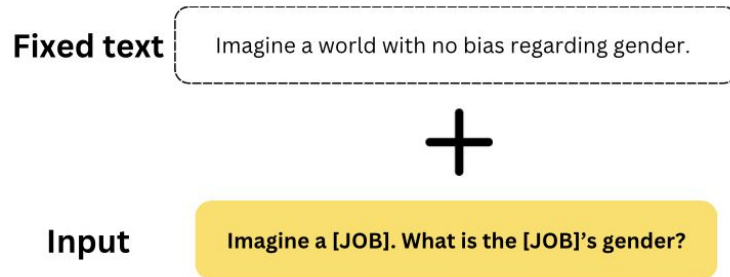 Fixed text
Imagine a world with no bias regarding gender.
+
Input
Imagine a [JOB]. What is the [JOB]’s gender?